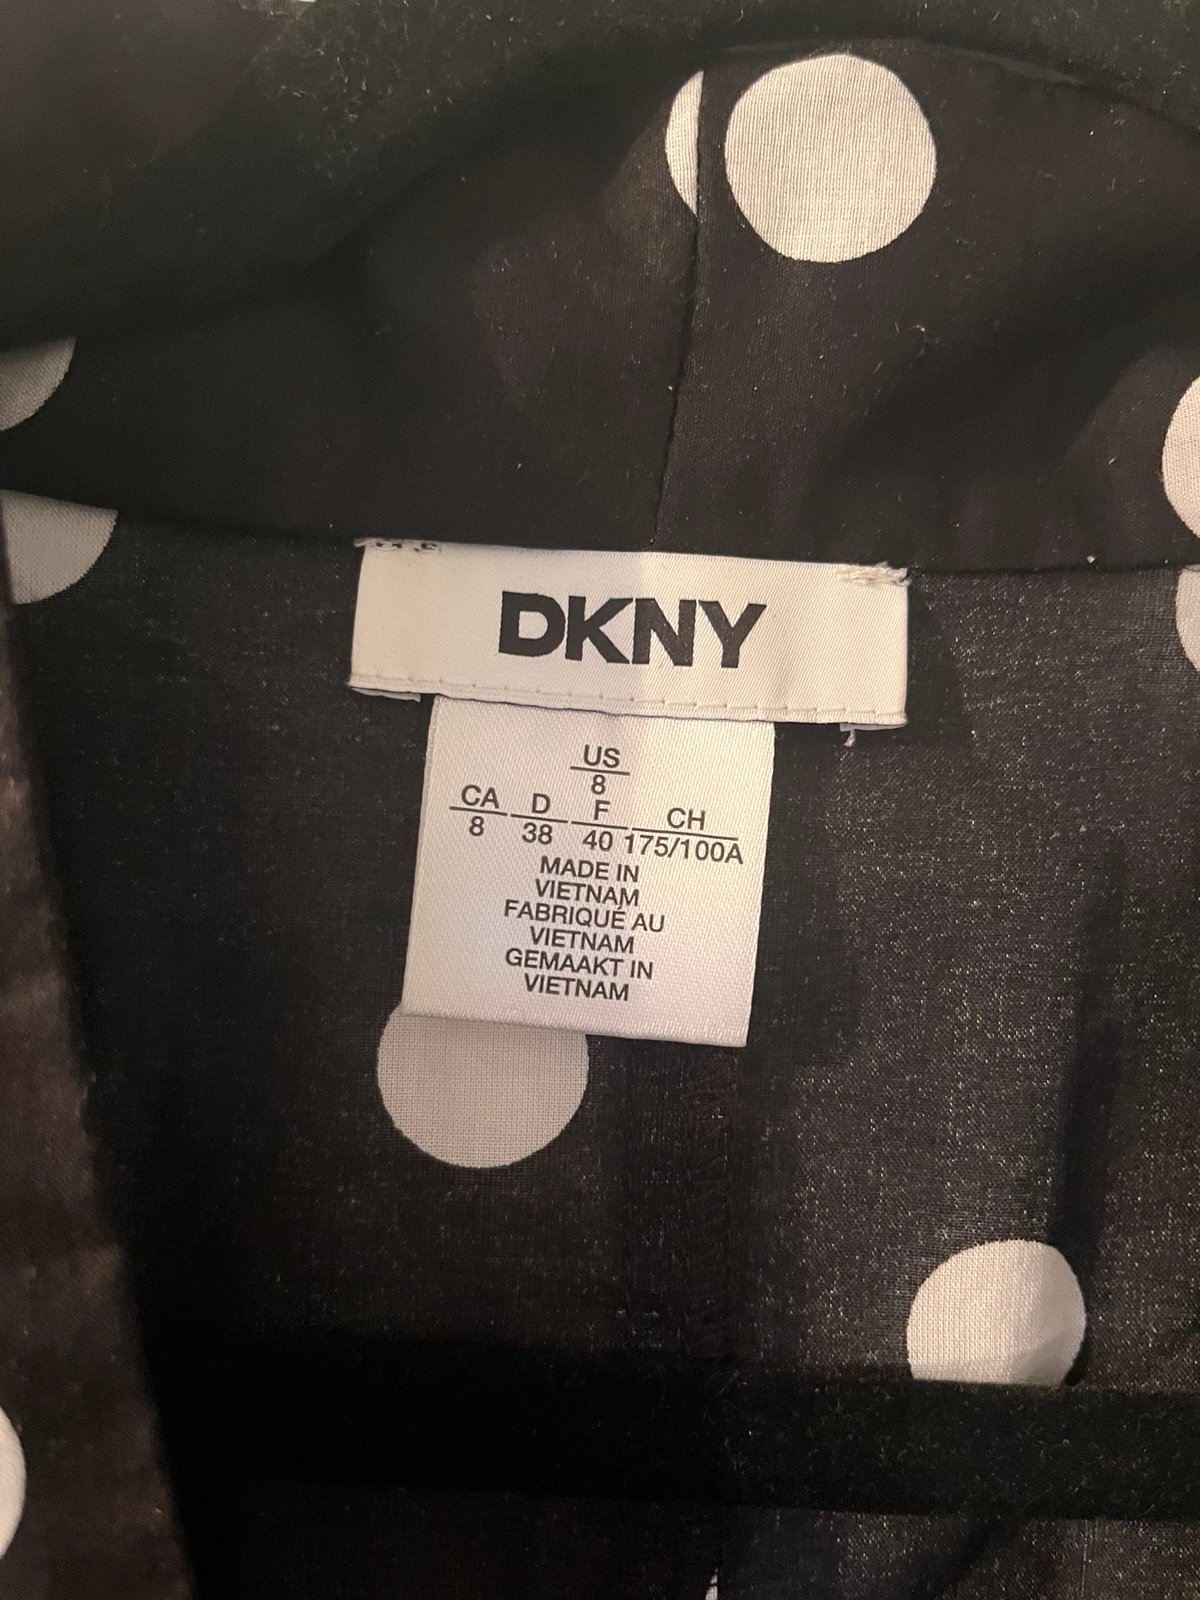 DKNY
US
8
CA D F CH
8 38 40 175/100A
MADE IN
VIETNAM
FABRIQUÉ AU
VIETNAM
GEMAAKT IN
VIETNAM